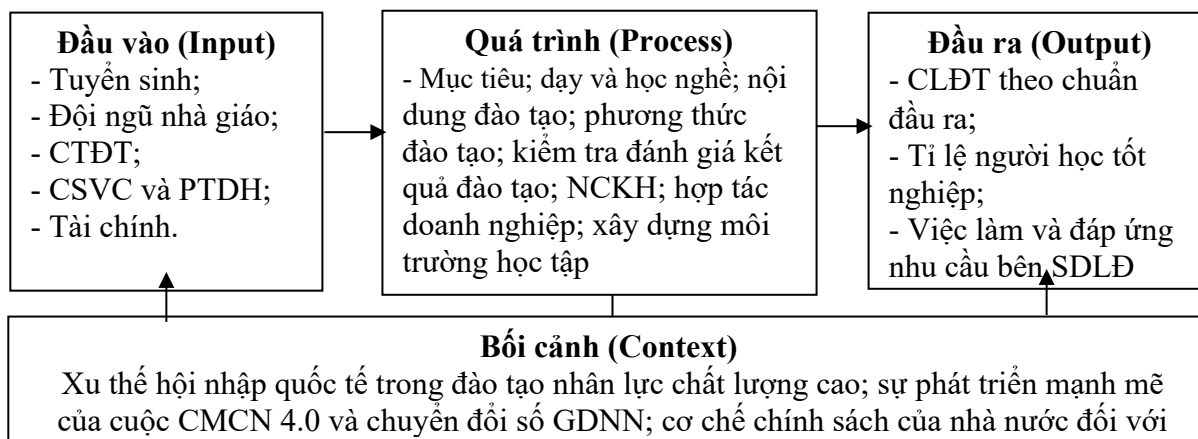 Đầu vào (Input)
- Tuyển sinh;
- Đội ngũ nhà giáo;
- CTĐT;
- CSVC và PTDH;
- Tài chính.
Quá trình (Process)
- Mục tiêu; dạy và học nghề; nội
dung đào tạo; phương thức
đào tạo; kiểm tra đánh giá kết
quả đào tạo; NCKH; hợp tác
doanh nghiệp; xây dựng môi
trường học tập
Đầu ra (Output)
- CLĐT theo chuẩn
đầu ra;
- Tỉ lệ người học tốt
nghiệp;
- Việc làm và đáp ứng
nhu cầu bên SDLĐ
Bối cảnh (Context)
Xu thế hội nhập quốc tế trong đào tạo nhân lực chất lượng cao; sự phát triển mạnh mẽ
của cuộc CMCN 4.0 và chuyển đổi số GDNN; cơ chế chính sách của nhà nước đối với